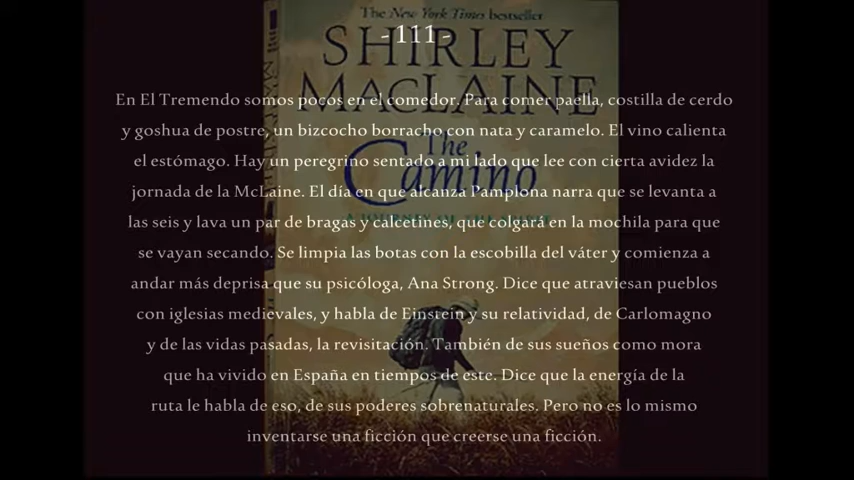 The New York Times bestseller
- 111 -
SHIRLEY
MACLAINE
The
Camino
A JOURNEY OF THE SPIRIT
En El Tremendo somos pocos en el comedor. Para comer paella, costilla de cerdo
y goshua de postre, un bizcocho borracho con nata y caramelo. El vino calienta
el estómago. Hay un peregrino sentado a mi lado que lee con cierta avidez la
jornada de la McLaine. El día en que alcanza Pamplona narra que se levanta a
las seis y lava un par de bragas y calcetines, que colgará en la mochila para que
se vayan secando. Se limpia las botas con la escobilla del váter y comienza a
andar más deprisa que su psicóloga, Ana Strong. Dice que atraviesan pueblos
con iglesias medievales, y habla de Einstein y su relatividad, de Carlomagno
y de las vidas pasadas, la revisitación. También de sus sueños como mora
que ha vivido en España en tiempos de este. Dice que la energía de la
ruta le habla de eso, de sus poderes sobrenaturales. Pero no es lo mismo
inventarse una ficción que creerse una ficción.